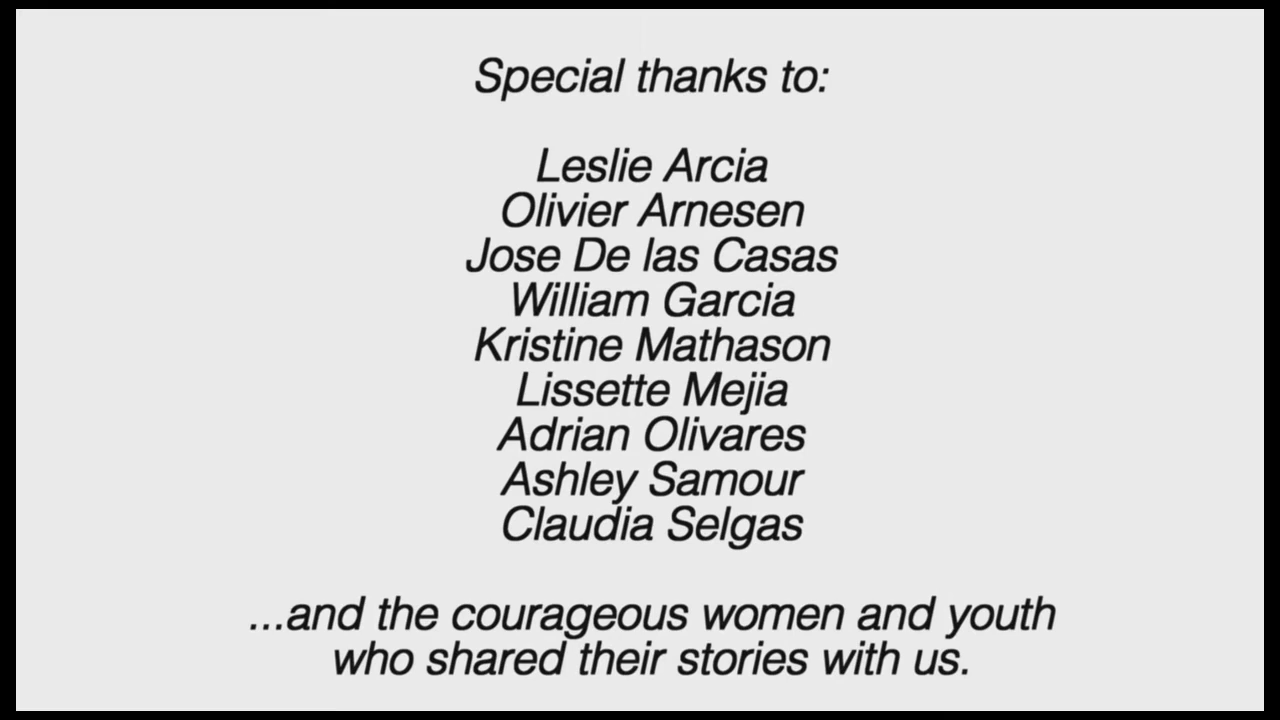 Special thanks to:
Leslie Arcia
Olivier Arnesen
Jose De las Casas
William Garcia
Kristine Mathason
Lissette Mejia
Adrian Olivares
Ashley Samour
Claudia Selgas
...and the courageous women and youth
who shared their stories with us.